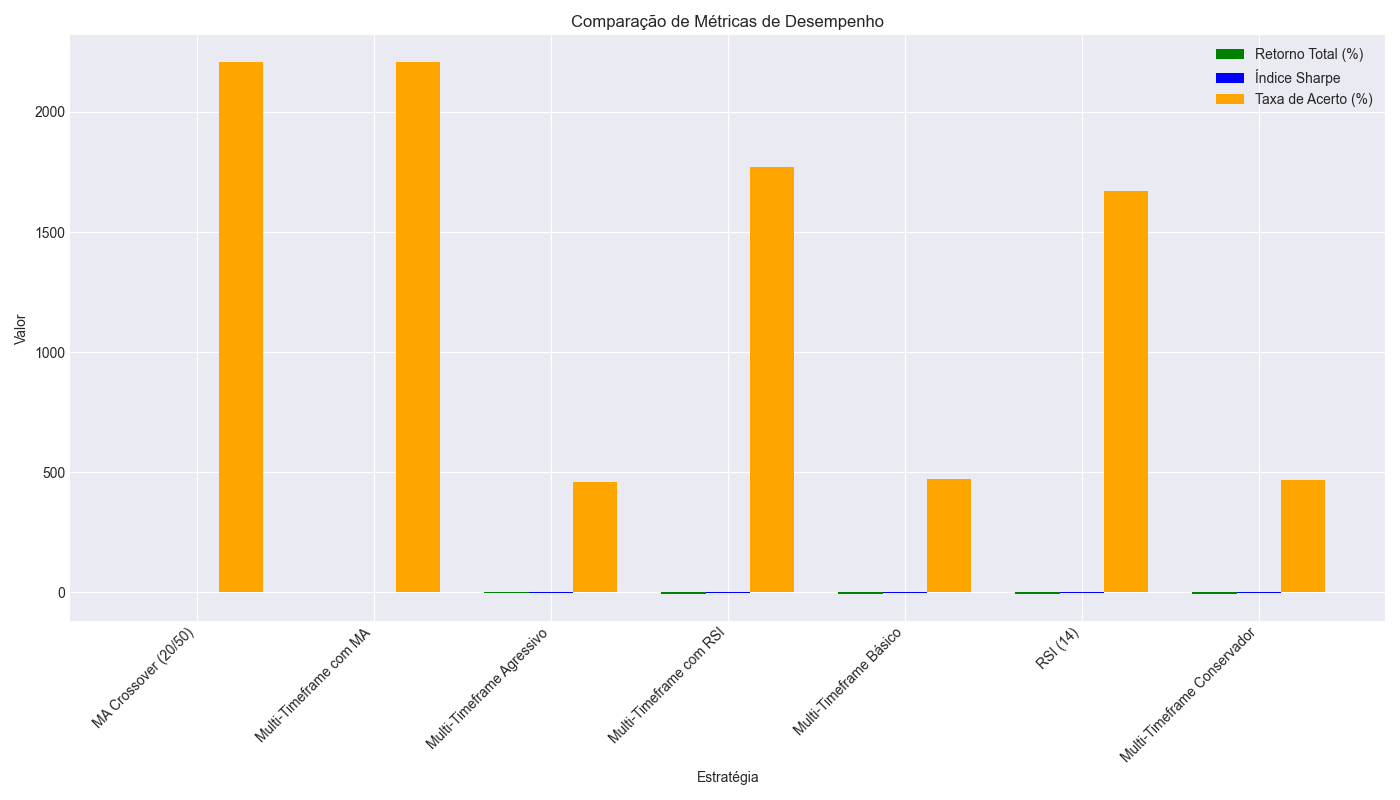 Comparação de Métricas de Desempenho
Retorno Total (%)
Índice Sharpe
Taxa de Acerto (%)
Valor
2000
1500
1000
500
0
MA Crossover (20/50)
Multi-Timeframe com MA
Multi-Timeframe Agressivo
Multi-Timeframe com RSI
Multi-Timeframe Básico
RSI (14)
Multi-Timeframe Conservador
Estratégia